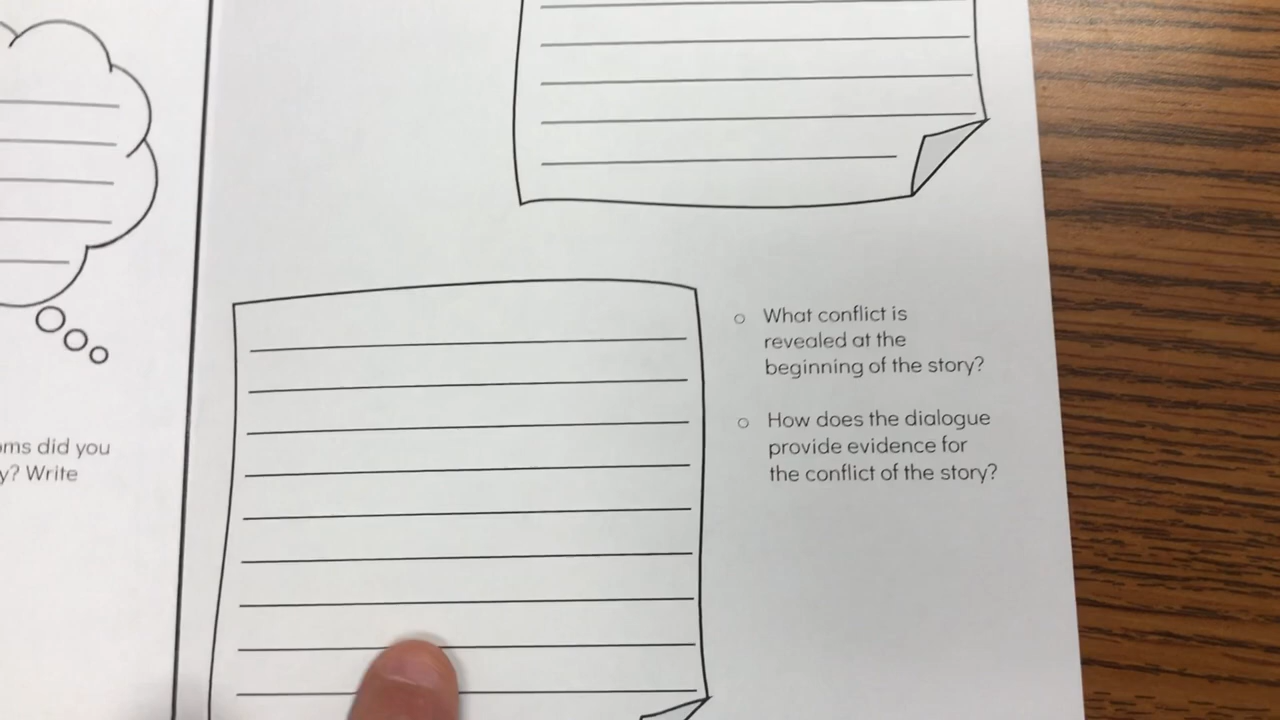 What conflict is
revealed at the
beginning of the story?
How does the dialogue
provide evidence for
the conflict of the story?
did you
Write